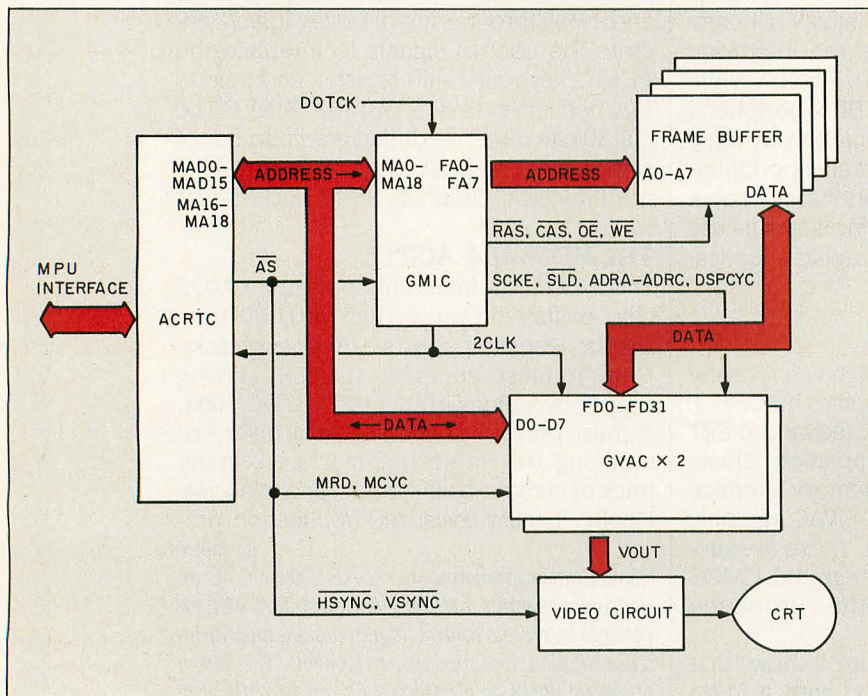 DOTCK
FRAME BUFFER
MAD0-
MAD15
MA16-
MA18
ADDRESS
MA0-
MA18
FA0-
FA7
ADDRESS
A0-A7
DATA
RAS, CAS, OE, WE
MPU
INTERFACE
AS
GMIC
SCKE, SLD, ADRA-ADRC, DSPCYC
ACRTC
DATA
2CLK
FD0-FD31
DATA
D0-D7
GVAC × 2
MRD, MCYC
VOUT
HSYNC, VSYNC
VIDEO CIRCUIT
CRT